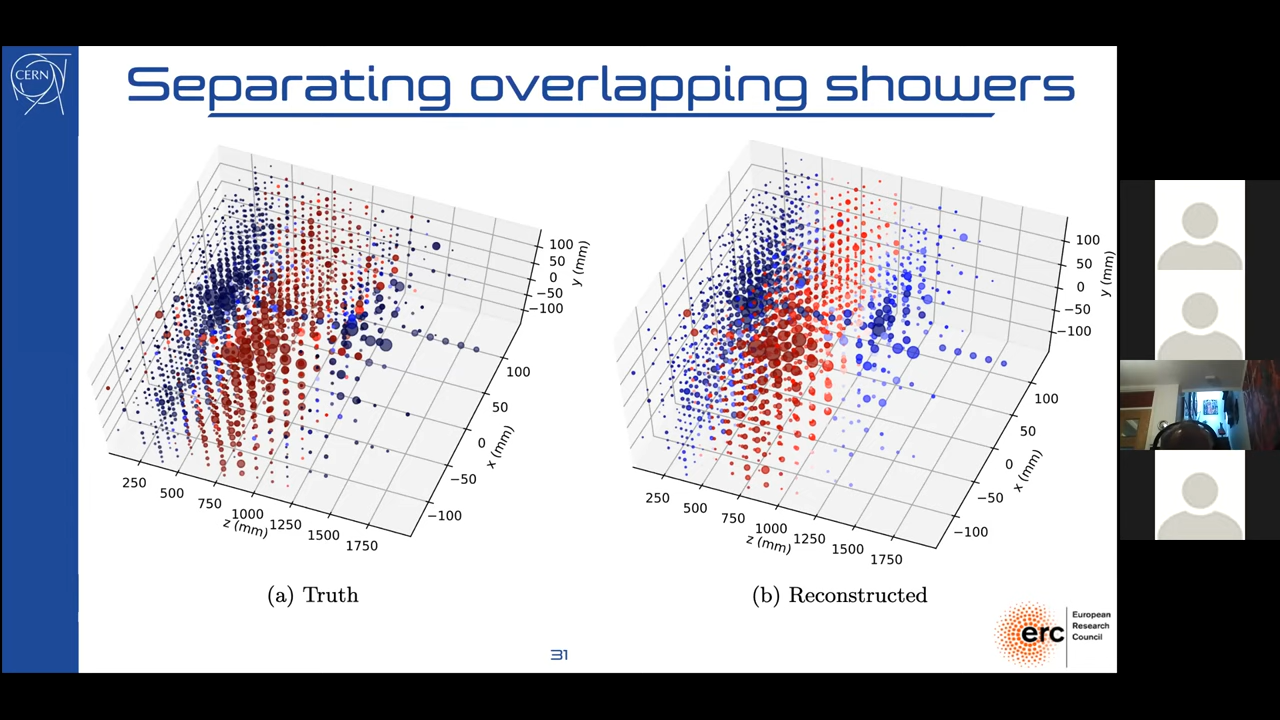 CERN
Separating overlapping showers
100
50
0
−50
−100
y (mm)
100
50
0
−50
−100
x (mm)
250
500
750
1000
1250
1500
1750
z (mm)
(a) Truth
100
50
0
−50
−100
y (mm)
100
50
0
−50
−100
x (mm)
250
500
750
1000
1250
1500
1750
z (mm)
(b) Reconstructed
erc
European
Research
Council
31